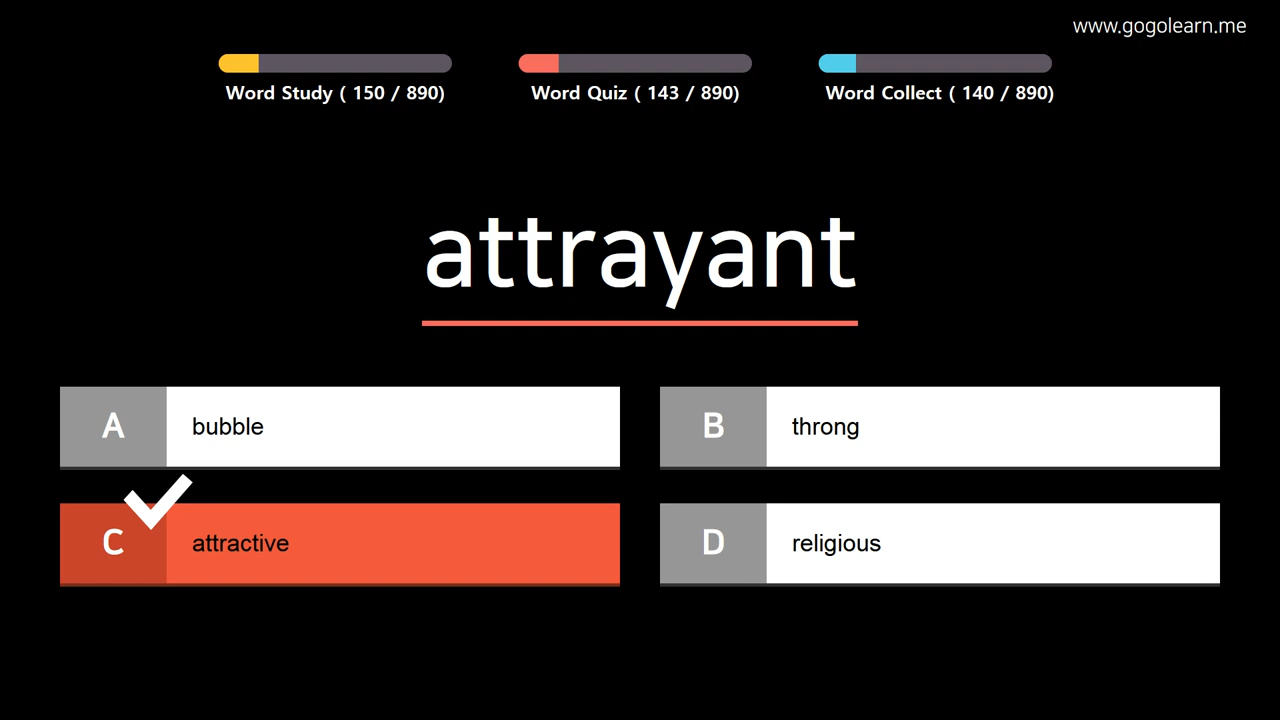 www.gogolearn.me
Word Study ( 150 / 890)
Word Quiz ( 143 / 890)
Word Collect ( 140 / 890)
attrayant
A bubble
B throng
C attractive
D religious